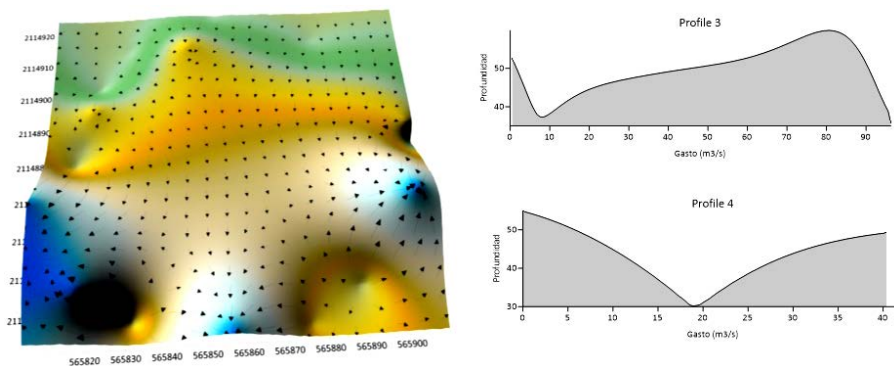 2114920
2114910
2114900
2114890
565820 565830 565840 565850 565860 565870 565880 565890 565900
Profile 3
Profundidad
50
40
0 10 20 30 40 50 60 70 80 90
Gasto (m3/s)
Profile 4
Profundidad
50
40
30
0 5 10 15 20 25 30 35 40
Gasto (m3/s)